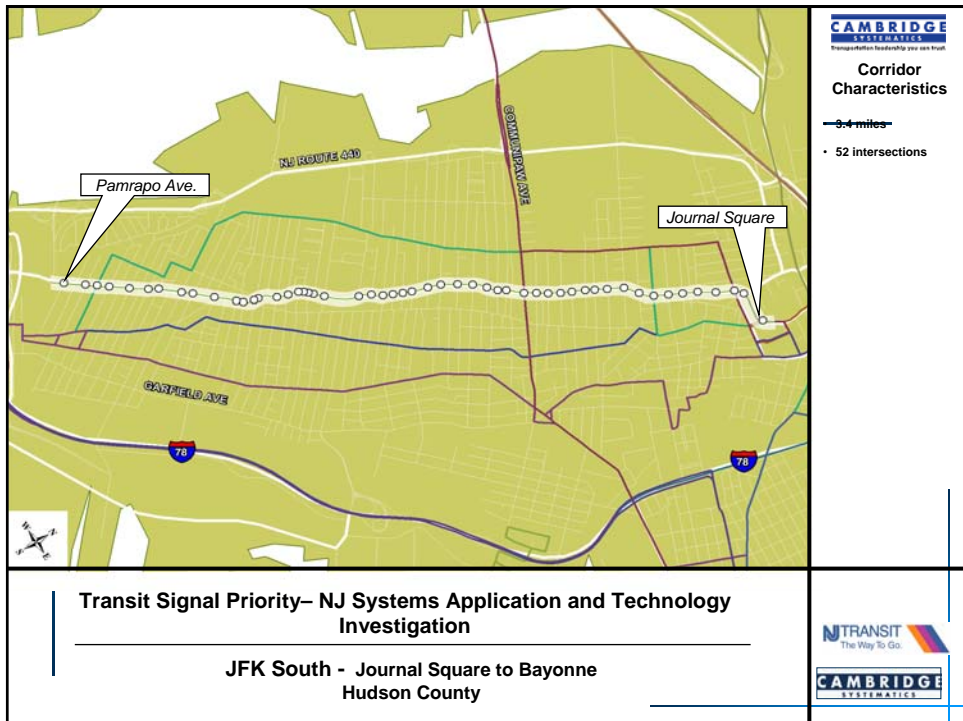 CAMBRIDGE
SYSTEMATICS
Transportation leadership you can trust.
Corridor
Characteristics
• 3.4 miles
• 52 intersections
COMMUNIPAW AVE
NJ ROUTE 440
Pamrapo Ave.
Journal Square
GARFIELD AVE
78
78
W N
S E
Transit Signal Priority– NJ Systems Application and Technology
Investigation
JFK South - Journal Square to Bayonne
Hudson County
NJ TRANSIT
The Way To Go.
CAMBRIDGE
SYSTEMATICS